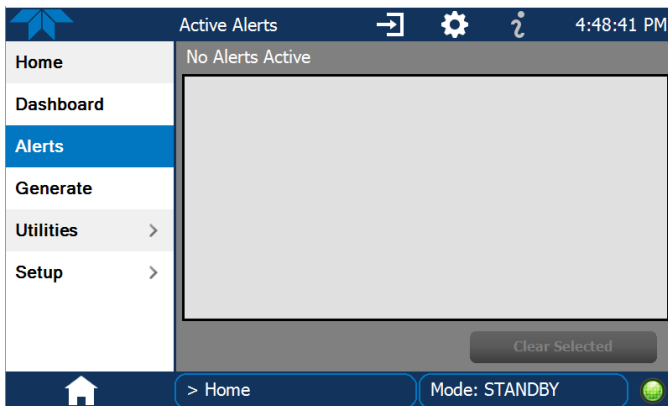 Active Alerts
4:48:41 PM
Home
No Alerts Active
Dashboard
Alerts
Generate
Utilities >
Setup >
Clear Selected
> Home
Mode: STANDBY